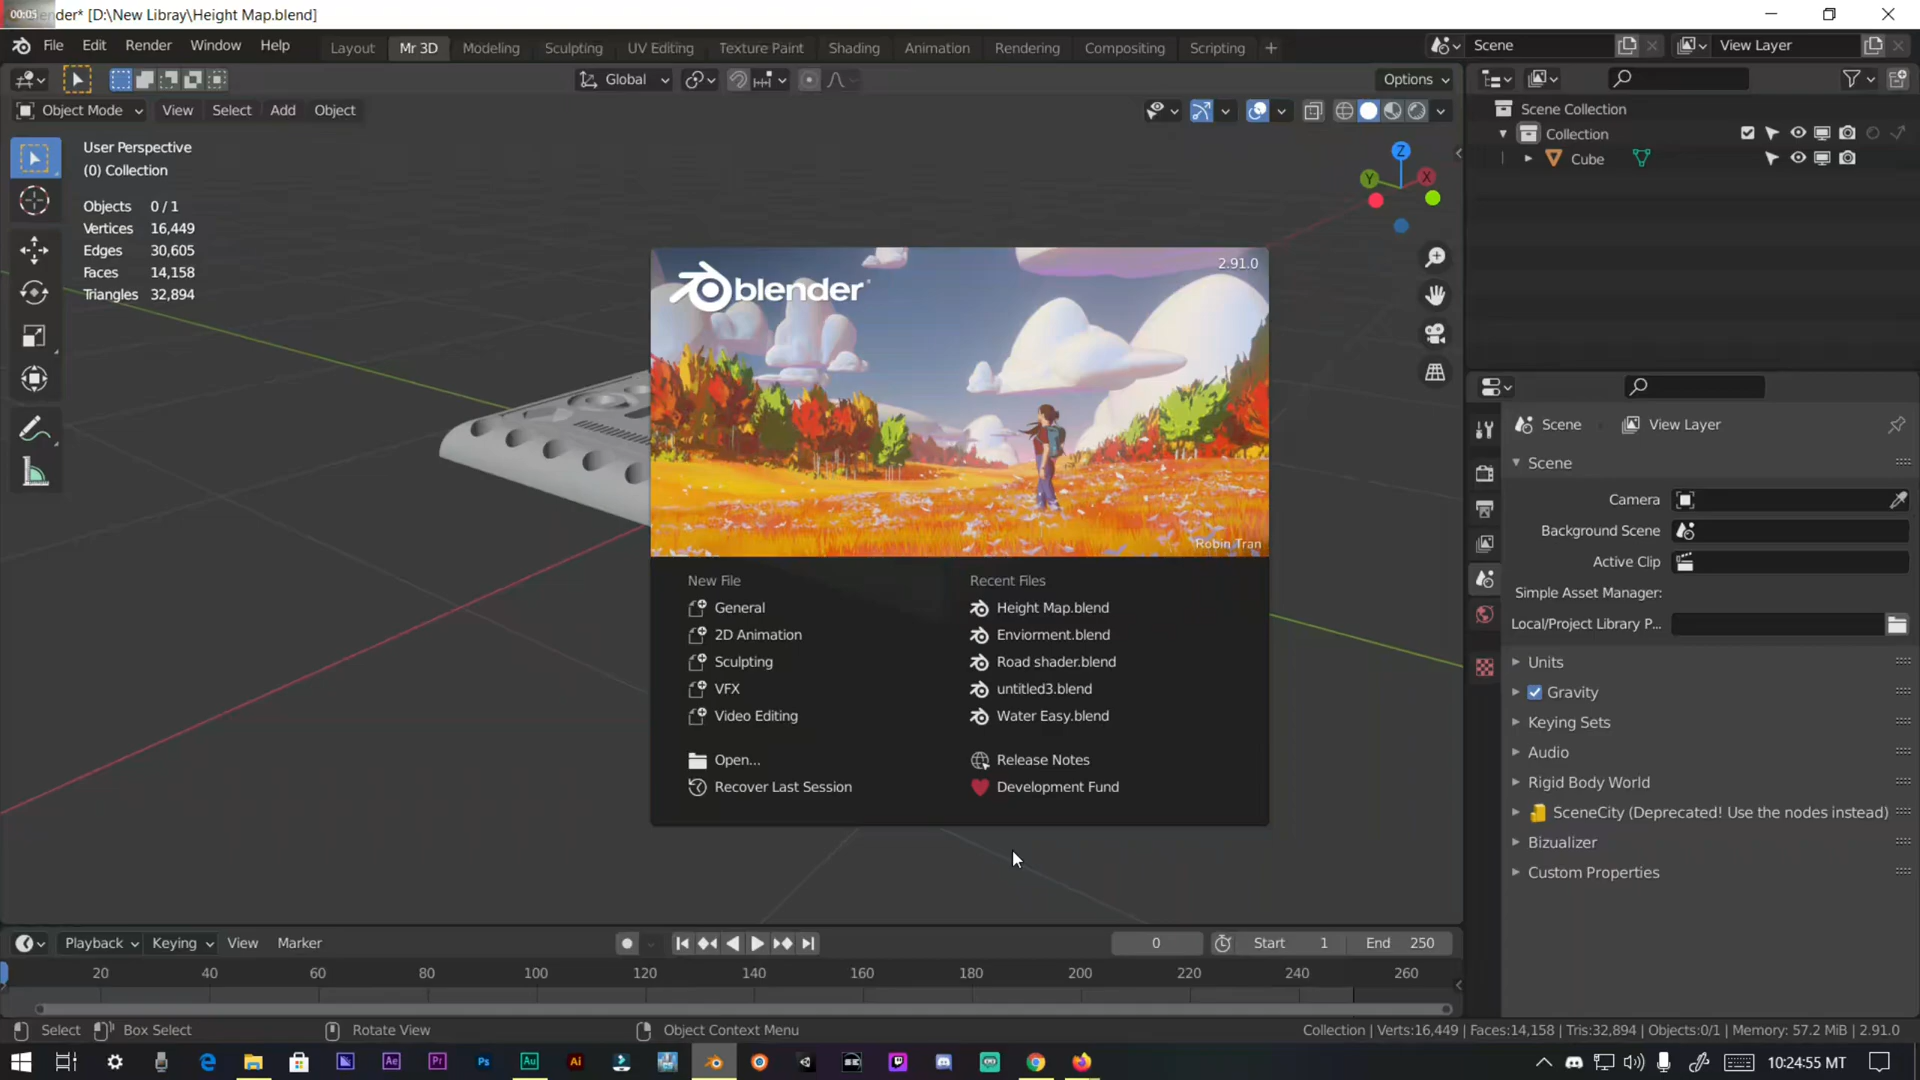 00:05 nder* [D:\New Libray\Height Map.blend]
File Edit Render Window Help Layout Mr 3D Modeling Sculpting UV Editing Texture Paint Shading Animation Rendering Compositing Scripting Scene View Layer
Global Options
Object Mode View Select Add Object
Scene Collection
Collection
Cube
User Perspective
(0) Collection
Objects 0 / 1
Vertices 16,449
Edges 30,605
Faces 14,158
Triangles 32,894
Z
Y
X
blender
2.91.0
Robin Tran
New File
General
2D Animation
Sculpting
VFX
Video Editing
Open...
Recover Last Session
Recent Files
Height Map.blend
Enviorment.blend
Road shader.blend
untitled3.blend
Water Easy.blend
Release Notes
Development Fund
Scene View Layer
Scene
Camera
Background Scene
Active Clip
Simple Asset Manager:
Local/Project Library P...
Units
Gravity
Keying Sets
Audio
Rigid Body World
SceneCity (Deprecated! Use the nodes instead)
Bizualizer
Custom Properties
Playback Keying View Marker 0 Start 1 End 250
20 40 60 80 100 120 140 160 180 200 220 240 260
Select Box Select Rotate View Object Context Menu Collection | Verts:16,449 | Faces:14,158 | Tris:32,894 | Objects:0/1 | Memory: 57.2 MiB | 2.91.0
Ae Pr Ps Au Ai 10:24:55 MT